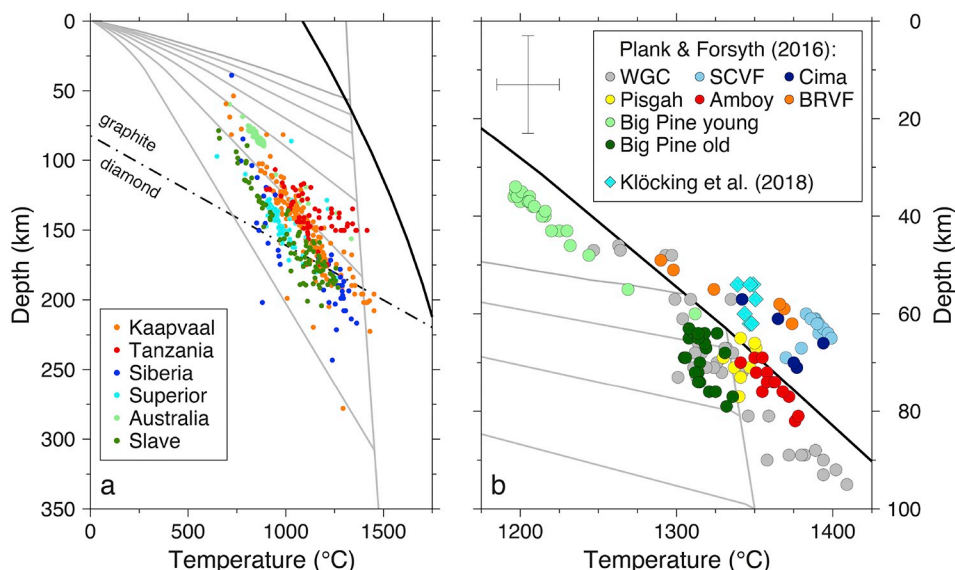 0
50
100
150
200
250
300
350
Depth (km)
graphite
diamond
Kaapvaal
Tanzania
Siberia
Superior
Australia
Slave
a
0 500 1000 1500
Temperature (°C)
Plank & Forsyth (2016):
WGC SCVF Cima
Pisgah Amboy BRVF
Big Pine young
Big Pine old
Klöcking et al. (2018)
b
0
20
40
60
80
100
Depth (km)
1200 1300 1400
Temperature (°C)